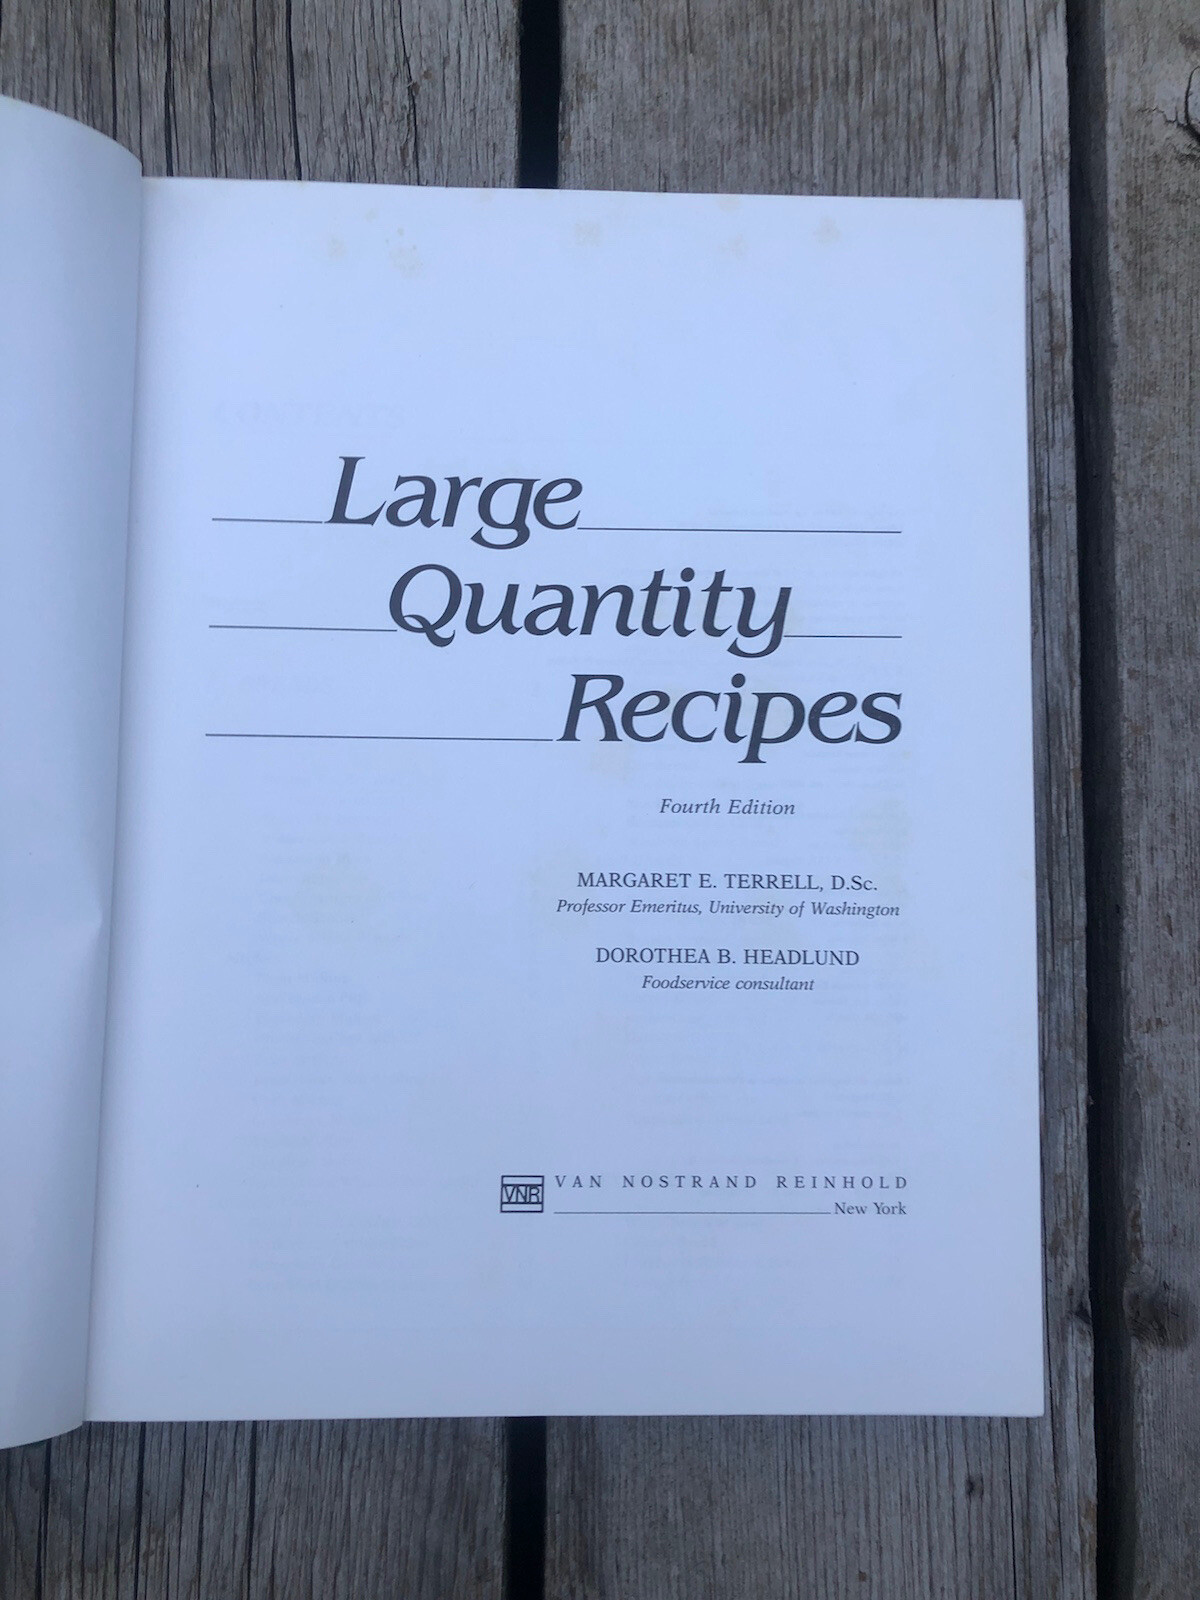 Large
Quantity
Recipes
Fourth Edition
MARGARET E. TERRELL, D.Sc.
Professor Emeritus, University of Washington
DOROTHEA B. HEADLUND
Foodservice consultant
VNR
VAN NOSTRAND REINHOLD
New York